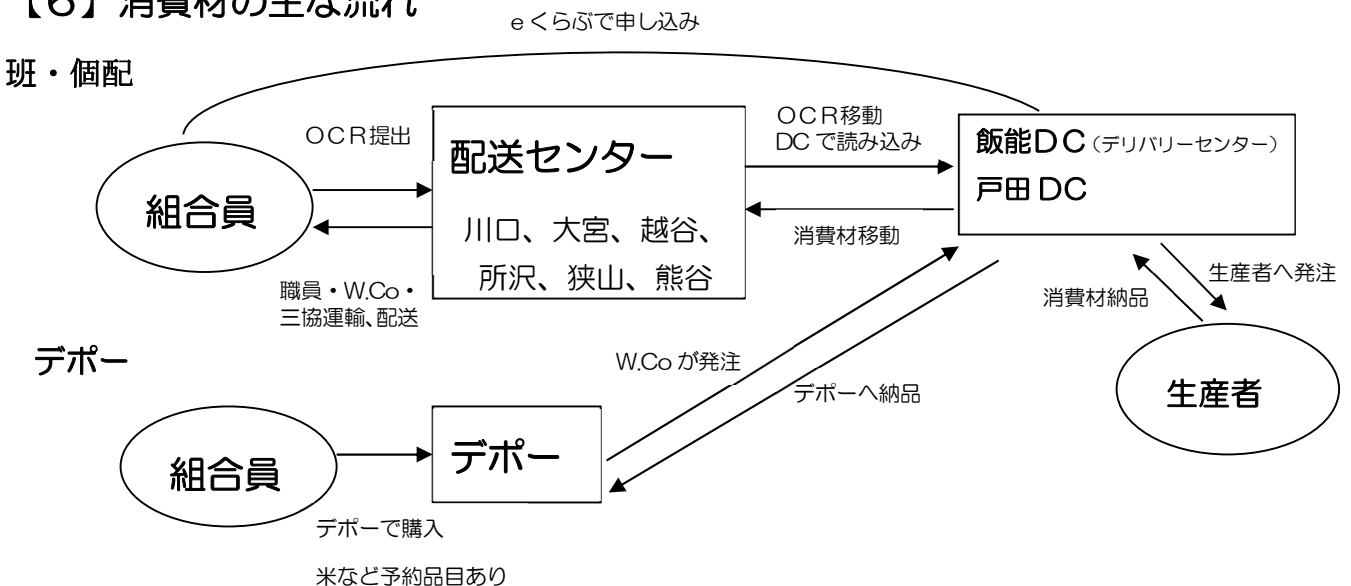 【6】消費材の主な流れ
eくらぶで申し込み
班・個配
OCR提出
配送センター
OCR移動
DCで読み込み
飯能DC(デリバリーセンター)
戸田DC
組合員
川口、大宮、越谷、
所沢、狭山、熊谷
消費材移動
職員・W.Co・
三協運輸、配送
生産者へ発注
消費材納品
デポー
W.Coが発注
デポーへ納品
生産者
組合員
デポー
デポーで購入
米など予約品目あり